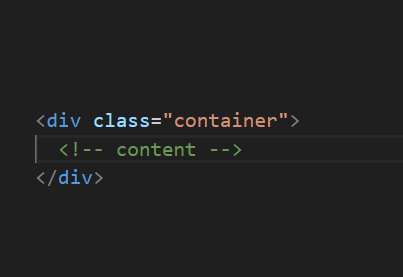 <div class="container">
  <!-- content -->
</div>